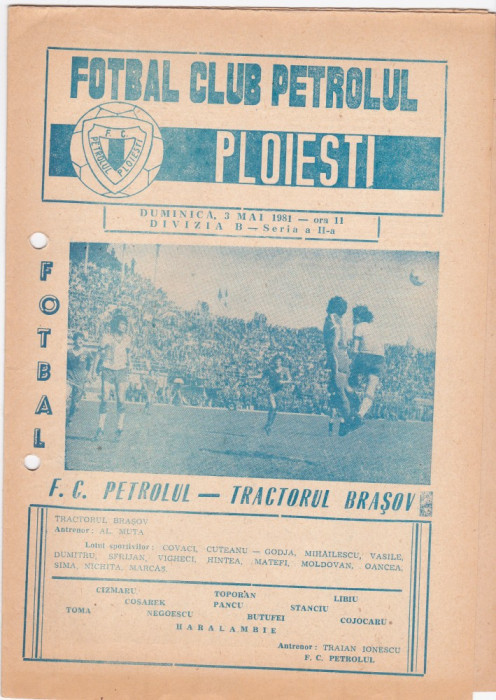 FOTBAL CLUB PETROLUL
F. C.
PETROLUL PLOIESTI
PLOIESTI
DUMINICA, 3 MAI 1981 — ora 11
DIVIZIA B — Seria a II-a
FOTBAL
F. C. PETROLUL — TRACTORUL BRAŞOV
TRACTORUL BRAŞOV
Antrenor: AL. MUTA
Lotul sportivilor: COVACI, CUTEANU — GODJA, MIHAILESCU, VASILE,
DUMITRU, SPRIJAN, VIGHECI, HINTEA, MATEFI, MOLDOVAN, OANCEA,
SIMA, NICHITA, MARCAS.
CIZMARU TOPORAN LIBIU
COSAREK PANCU STANCIU
TOMA NEGOESCU BUTUFEI COJOCARU
HARALAMBIE
Antrenor: TRAIAN IONESCU
F. C. PETROLUL